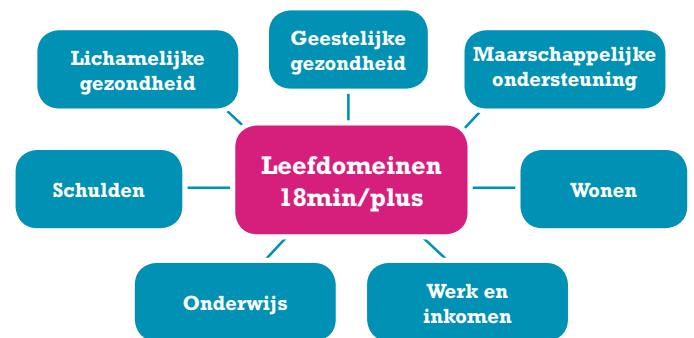 Geestelijke
gezondheid
Lichamelijke
gezondheid
Maarschappelijke
ondersteuning
Leefdomeinen
18min/plus
Schulden
Wonen
Onderwijs
Werk en
inkomen